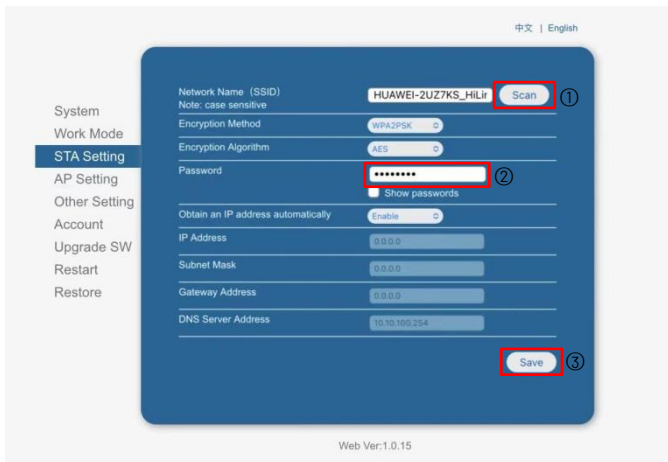 中文 | English
Network Name (SSID)
Note: case sensitive
HUAWEI-2UZ7KS_HiLin
Scan
①
System
Work Mode
STA Setting
AP Setting
Other Setting
Account
Upgrade SW
Restart
Restore
Encryption Method
WPA2PSK
Encryption Algorithm
AES
Password
••••••••
②
Show passwords
Obtain an IP address automatically
Enable
IP Address
0.0.0.0
Subnet Mask
0.0.0.0
Gateway Address
0.0.0.0
DNS Server Address
10.10.100.254
Save
③
Web Ver:1.0.15